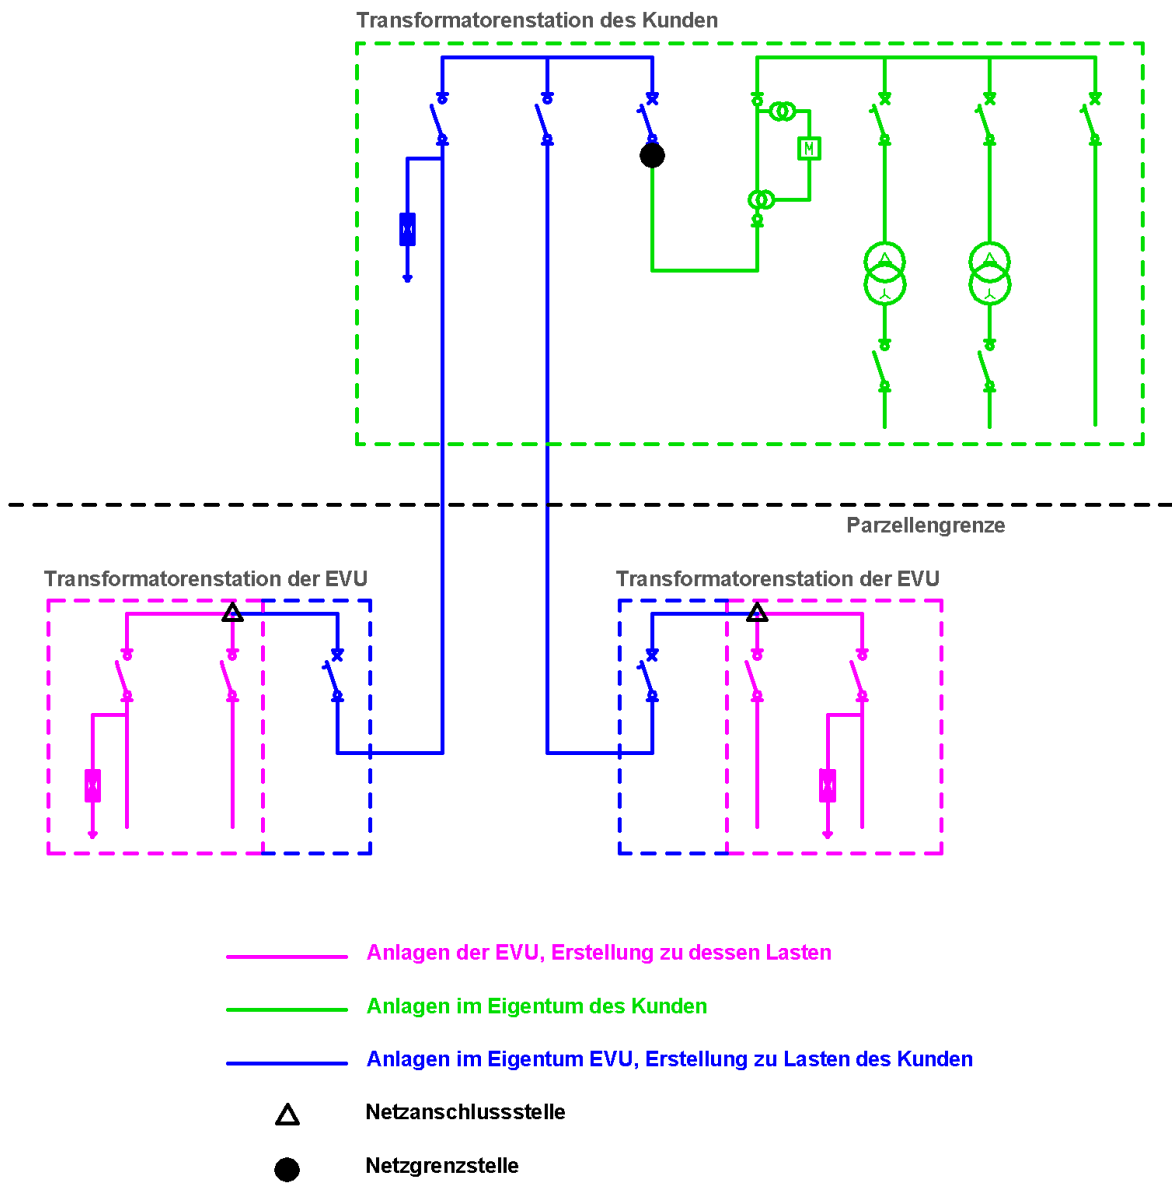 Transformatorenstation des Kunden
M
Parzellengrenze
Transformatorenstation der EVU
Transformatorenstation der EVU
Anlagen der EVU, Erstellung zu dessen Lasten
Anlagen im Eigentum des Kunden
Anlagen im Eigentum EVU, Erstellung zu Lasten des Kunden
Netzanschlussstelle
Netzgrenzstelle